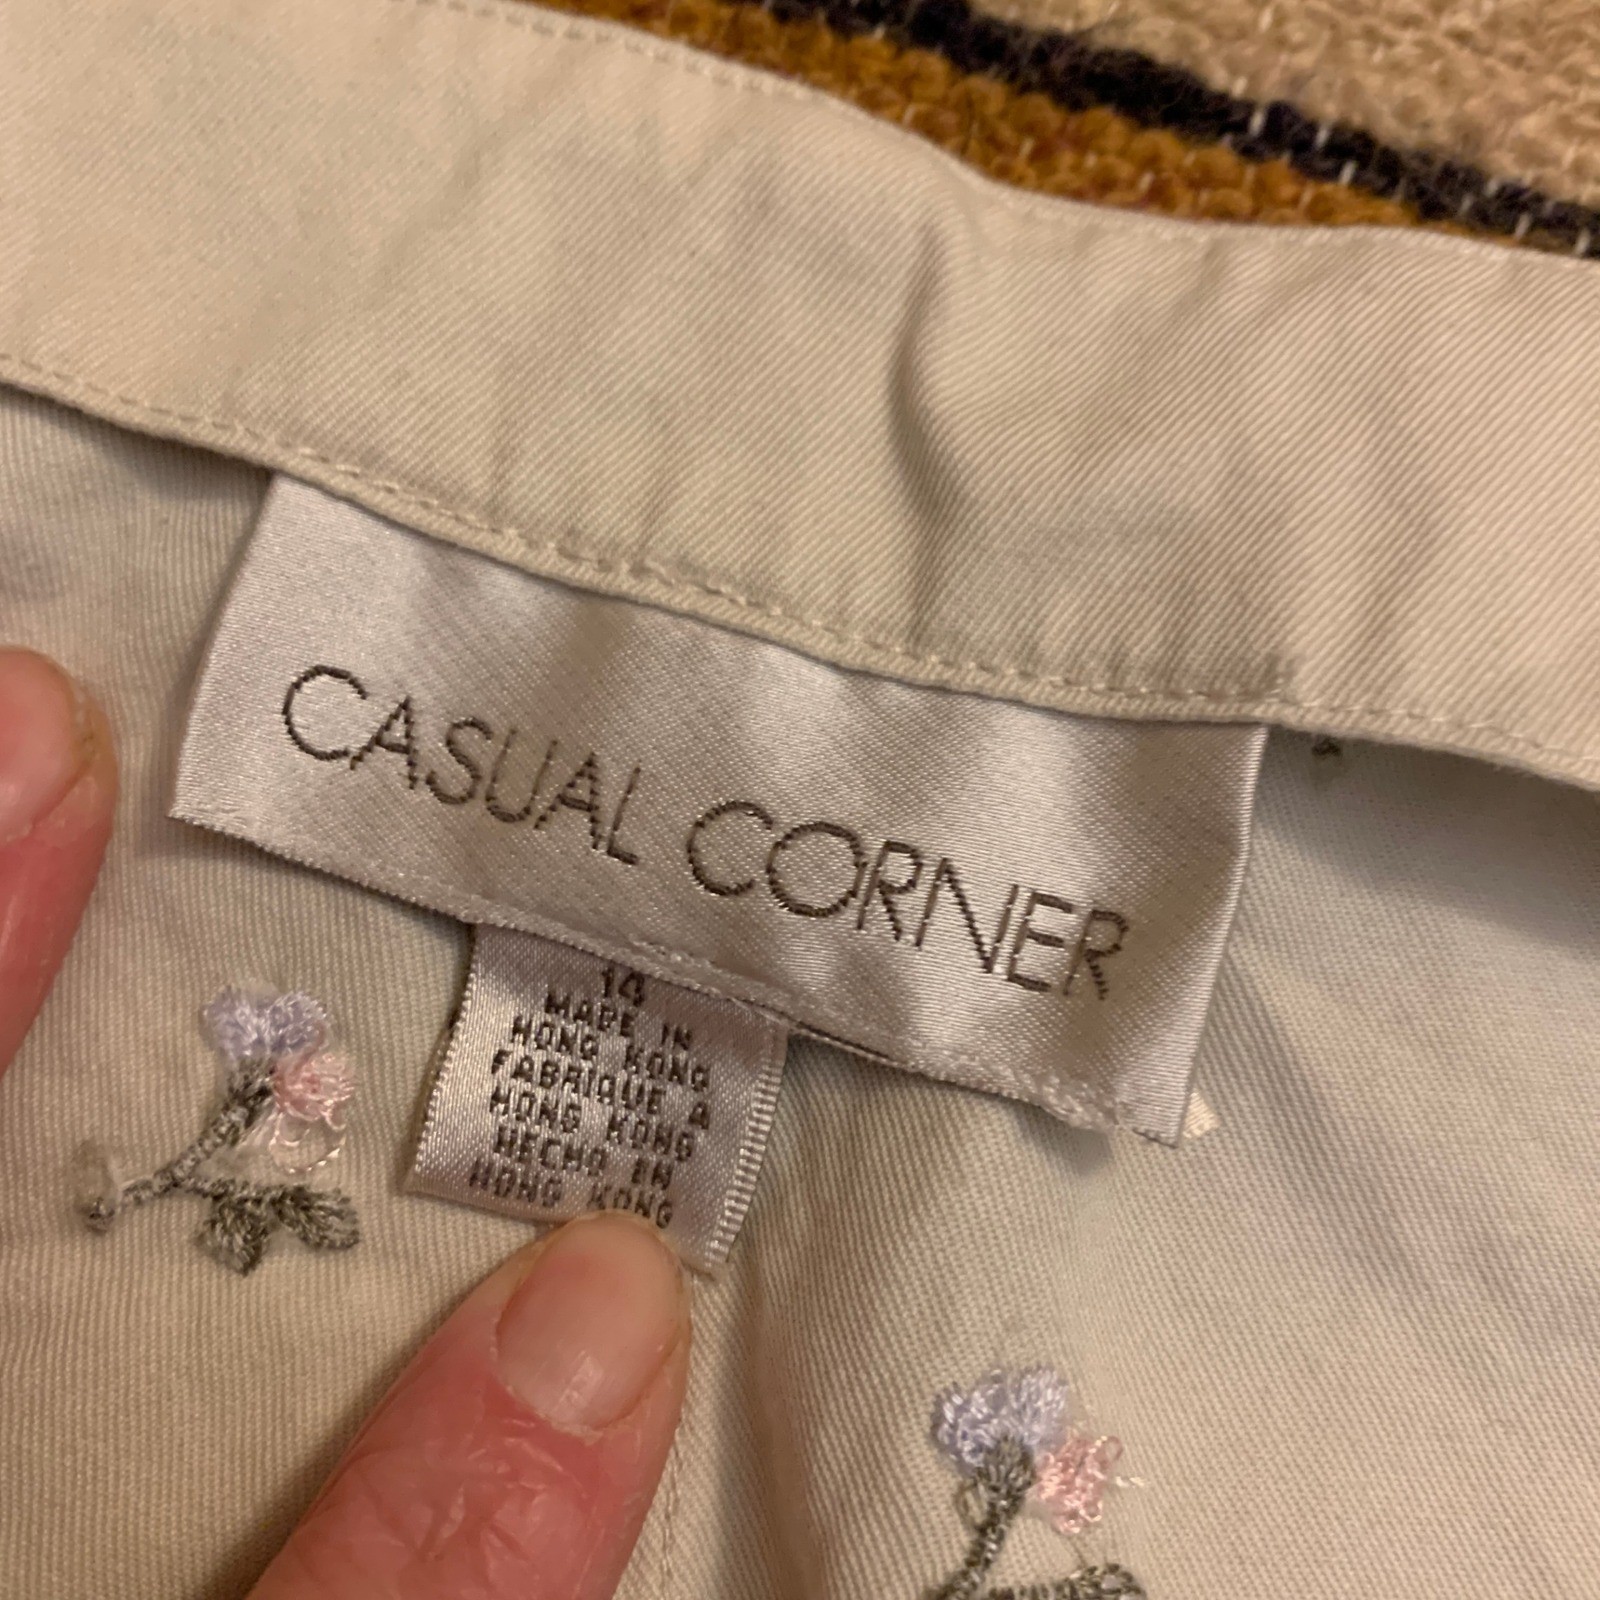 CASUAL CORNER
14
MADE IN
HONG KONG
FABRIQUE A
HONG KONG
HECHO EN
HONG KONG